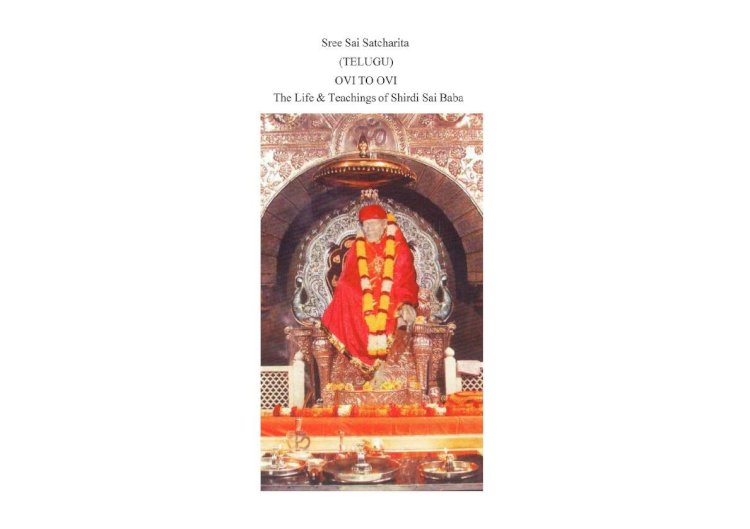 Sree Sai Satcharita
(TELUGU)
OVI TO OVI
The Life & Teachings of Shirdi Sai Baba
ॐ